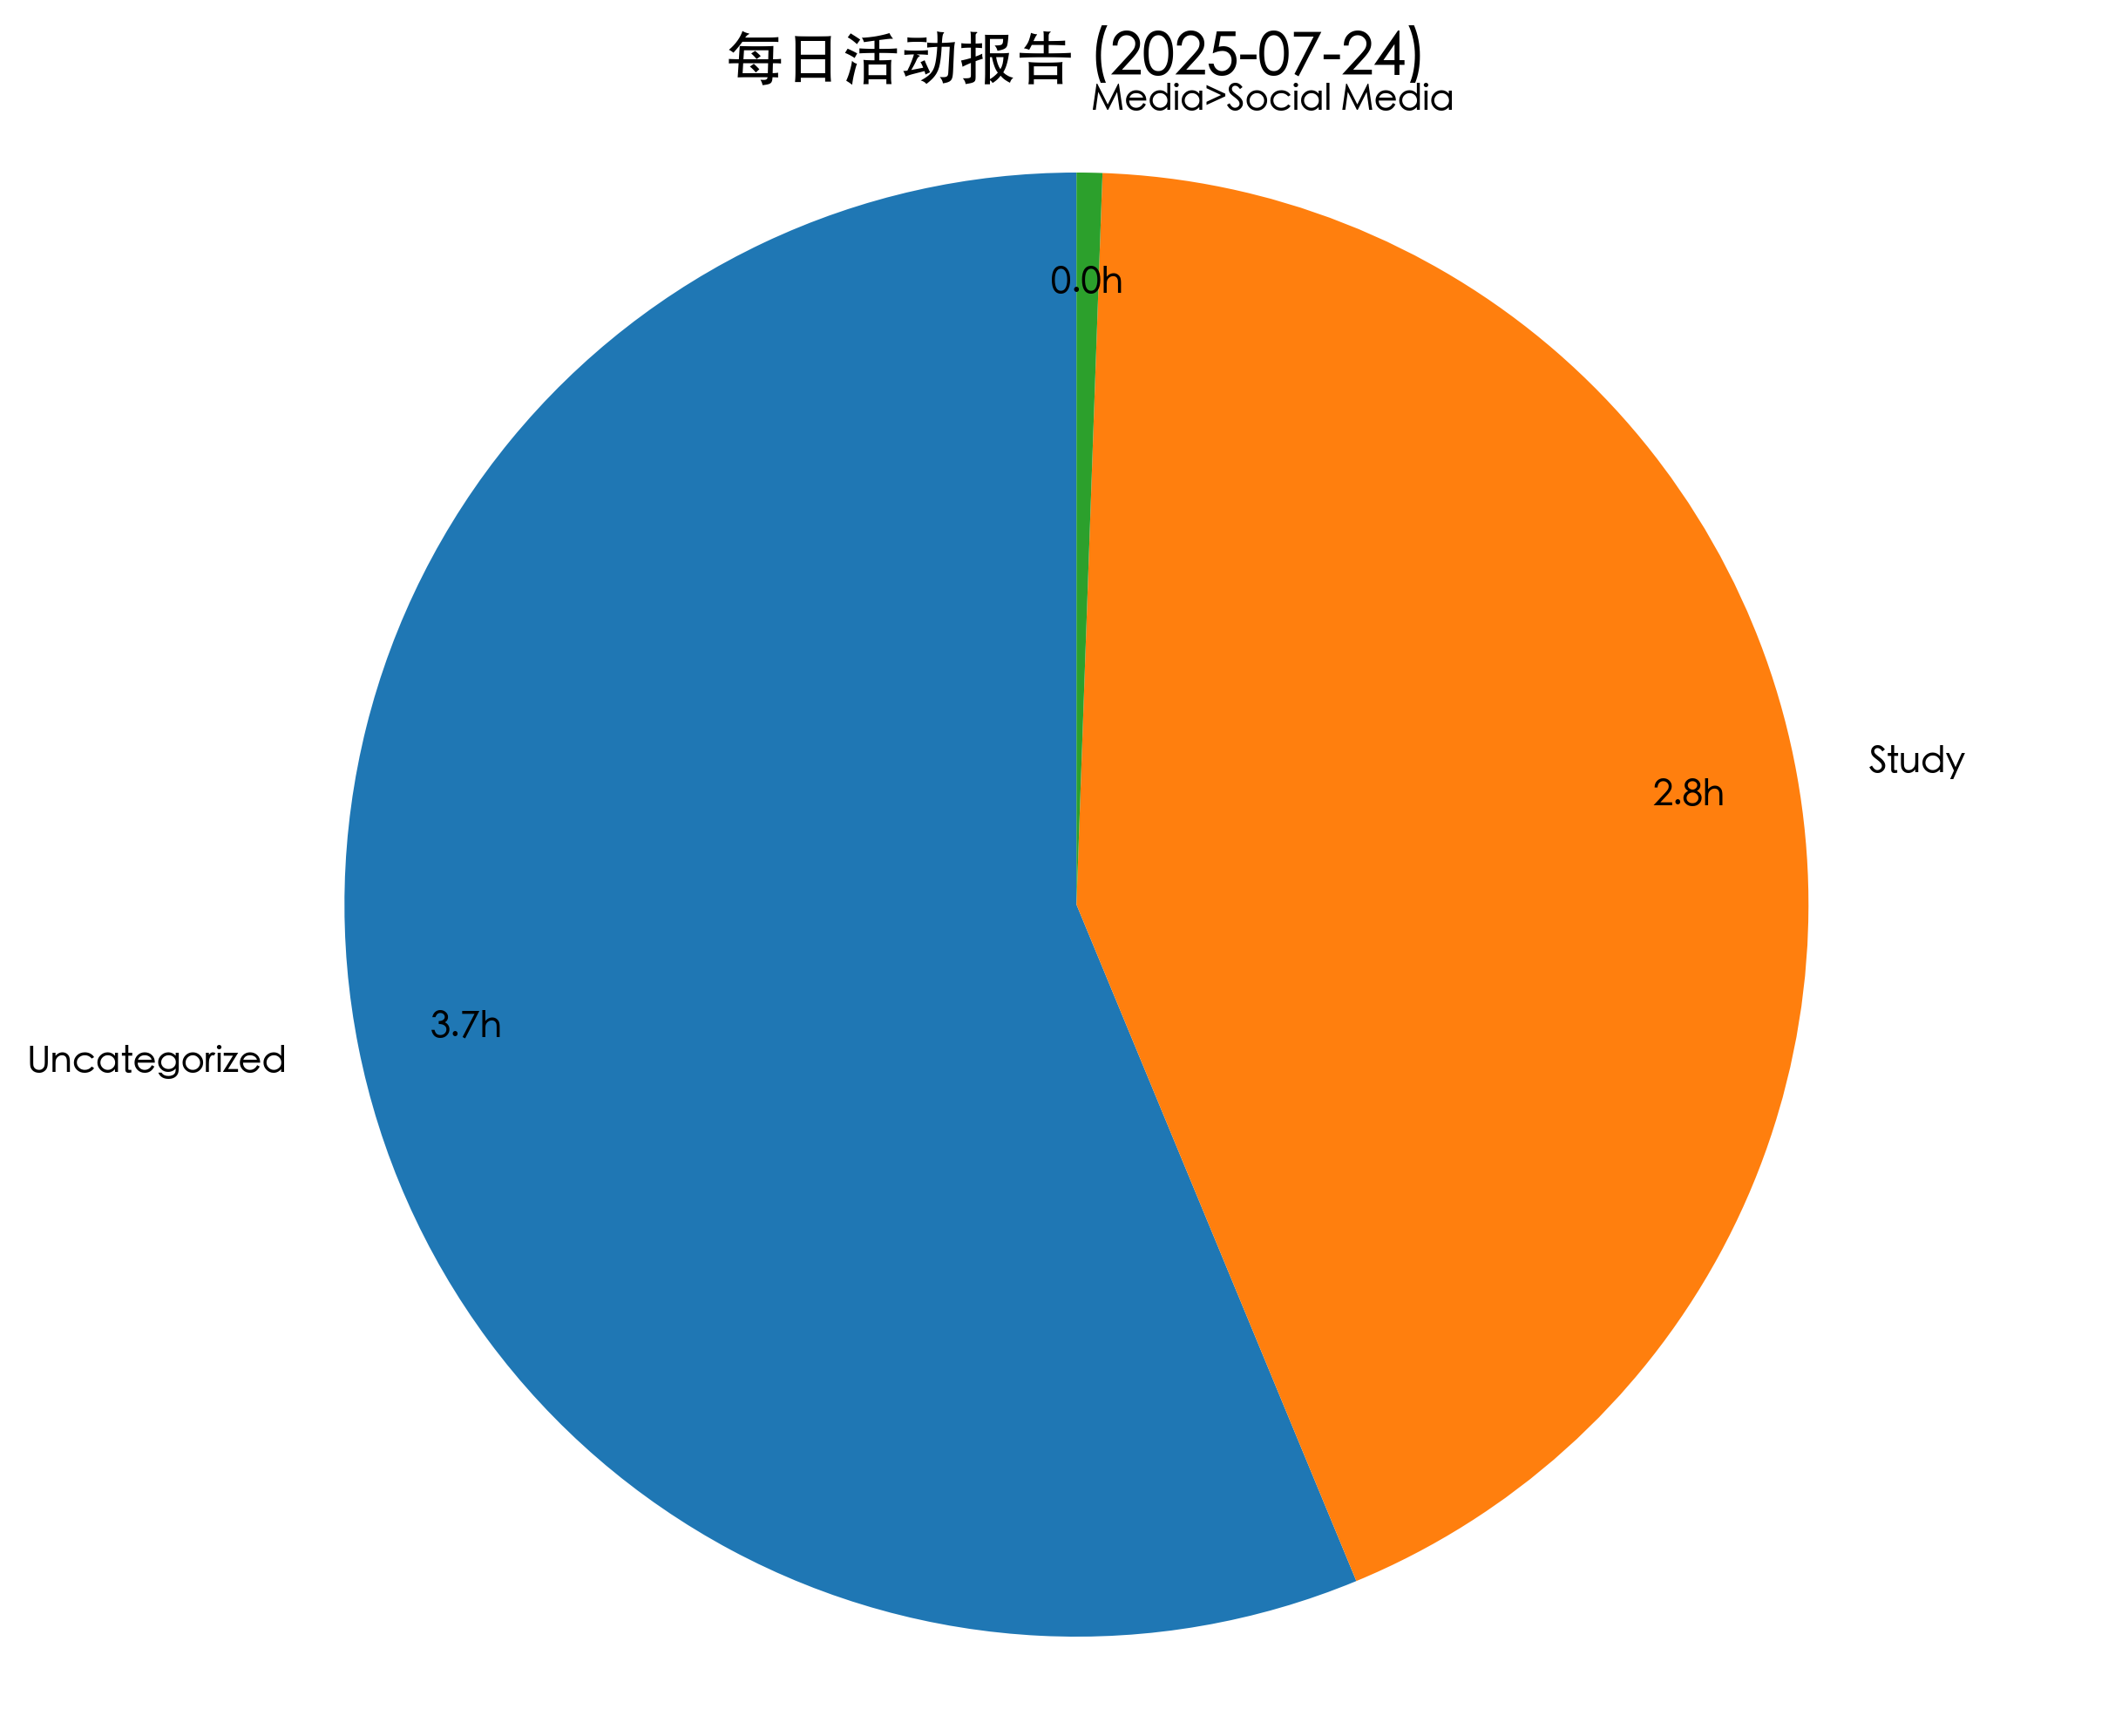 每日活动报告 (2025-07-24)
Media>Social Media
0.0h
Study
2.8h
3.7h
Uncategorized